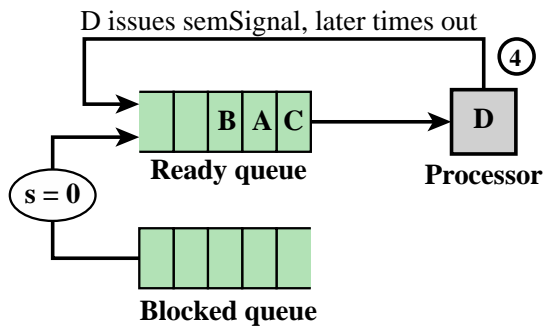 D issues semSignal, later times out
4
B A C
D
Ready queue
Processor
s = 0
Blocked queue